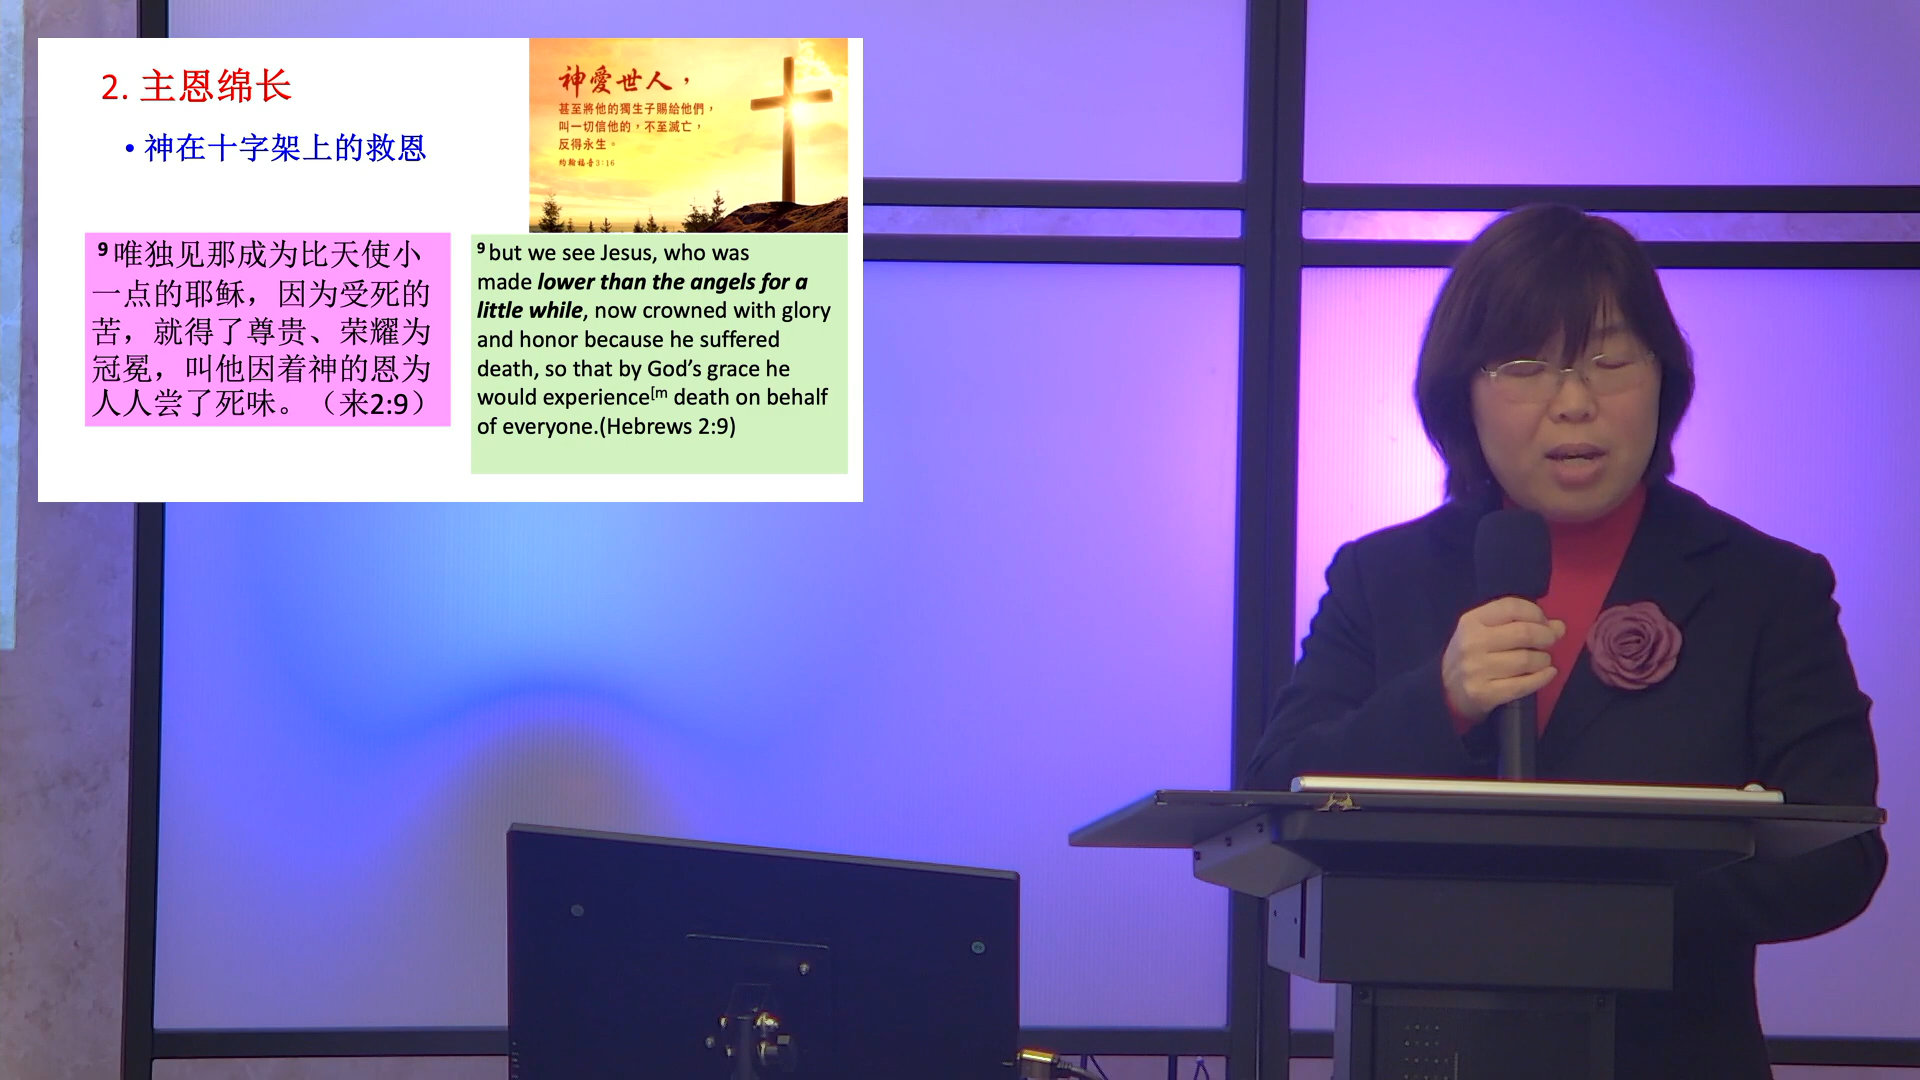 2. 主恩绵长
• 神在十字架上的救恩
神愛世人，
甚至將他的獨生子賜給他們，
叫一切信他的，不至滅亡，
反得永生。
約翰福音3:16
9 唯独见那成为比天使小
一点的耶稣，因为受死的
苦，就得了尊贵、荣耀为
冠冕，叫他因着神的恩为
人人尝了死味。（来2:9）
9 but we see Jesus, who was
made lower than the angels for a
little while, now crowned with glory
and honor because he suffered
death, so that by God’s grace he
would experience[m death on behalf
of everyone.(Hebrews 2:9)